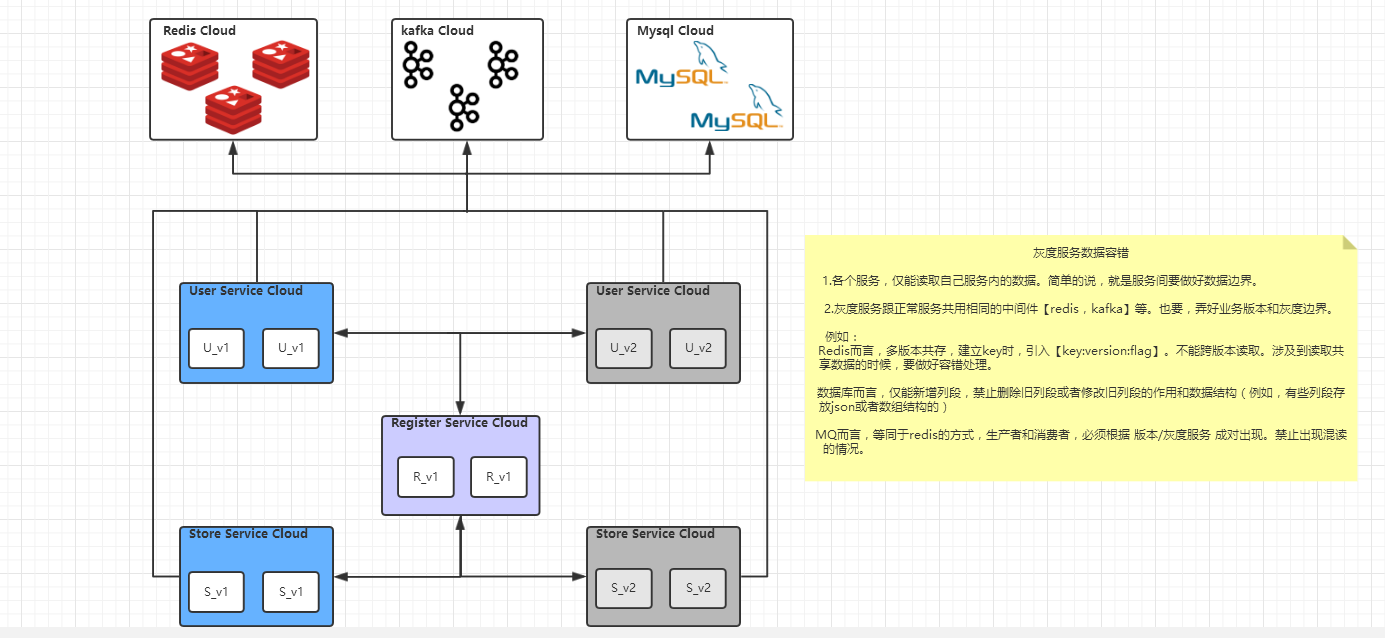 Redis Cloud
kafka Cloud
Mysql Cloud
MySQL
MySQL
User Service Cloud
U_v1
U_v1
User Service Cloud
U_v2
U_v2
Register Service Cloud
R_v1
R_v1
Store Service Cloud
S_v1
S_v1
Store Service Cloud
S_v2
S_v2
灰度服务数据容错
1.各个服务，仅能读取自己服务内的数据。简单的说，就是服务间要做好数据边界。
2.灰度服务跟正常服务共用相同的中间件【redis，kafka】等。也要，弄好业务版本和灰度边界。
例如：
Redis而言，多版本共存，建立key时，引入【key:version:flag】。不能跨版本读取。涉及到读取共
享数据的时候，要做好容错处理。
数据库而言，仅能新增列段，禁止删除旧列段或者修改旧列段的作用和数据结构（例如，有些列段存
放json或者数组结构的）
MQ而言，等同于redis的方式，生产者和消费者，必须根据 版本/灰度服务 成对出现。禁止出现混读
的情况。